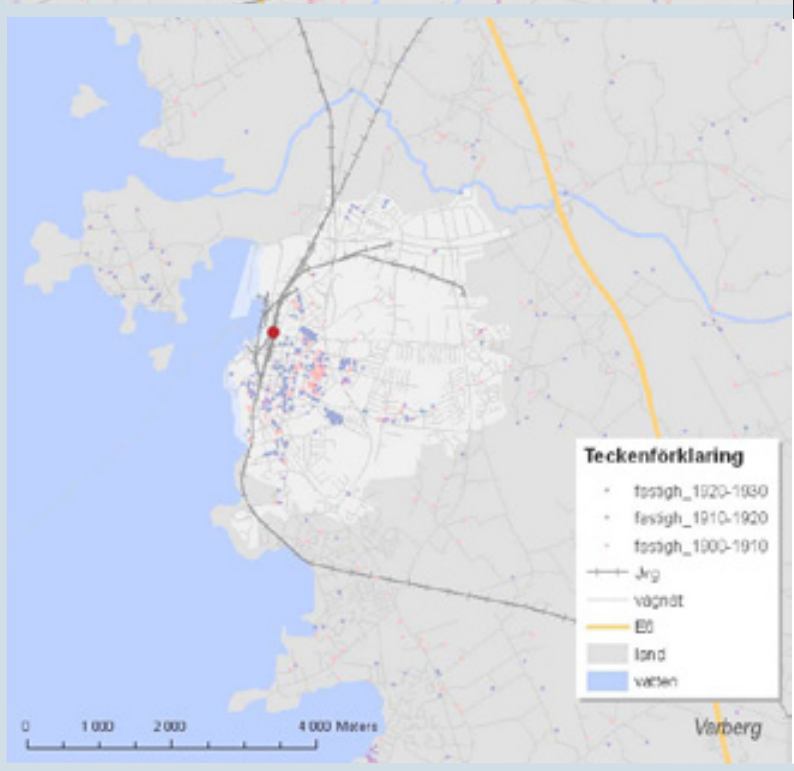 Teckenförklaring
fastigh_1920-1930
fastigh_1910-1920
fastigh_1900-1910
Jvg
vägnät
E6
land
vatten
0 1 000 2 000 4 000 Meters
Varberg